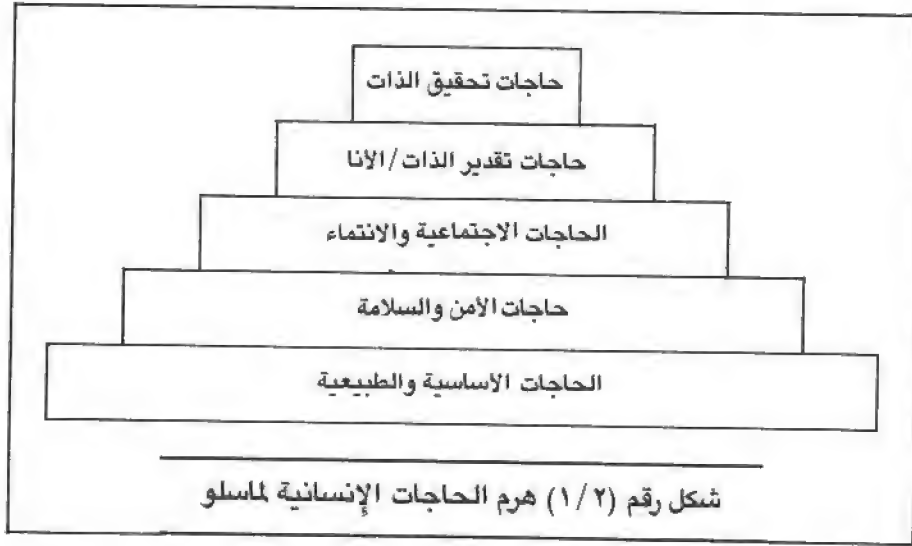 حاجات تحقيق الذات
حاجات تقدير الذات/الأنا
الحاجات الاجتماعية والانتماء
حاجات الأمن والسلامة
الحاجات الأساسية والطبيعية
شكل رقم (١/٢) هرم الحاجات الإنسانية لماسلو